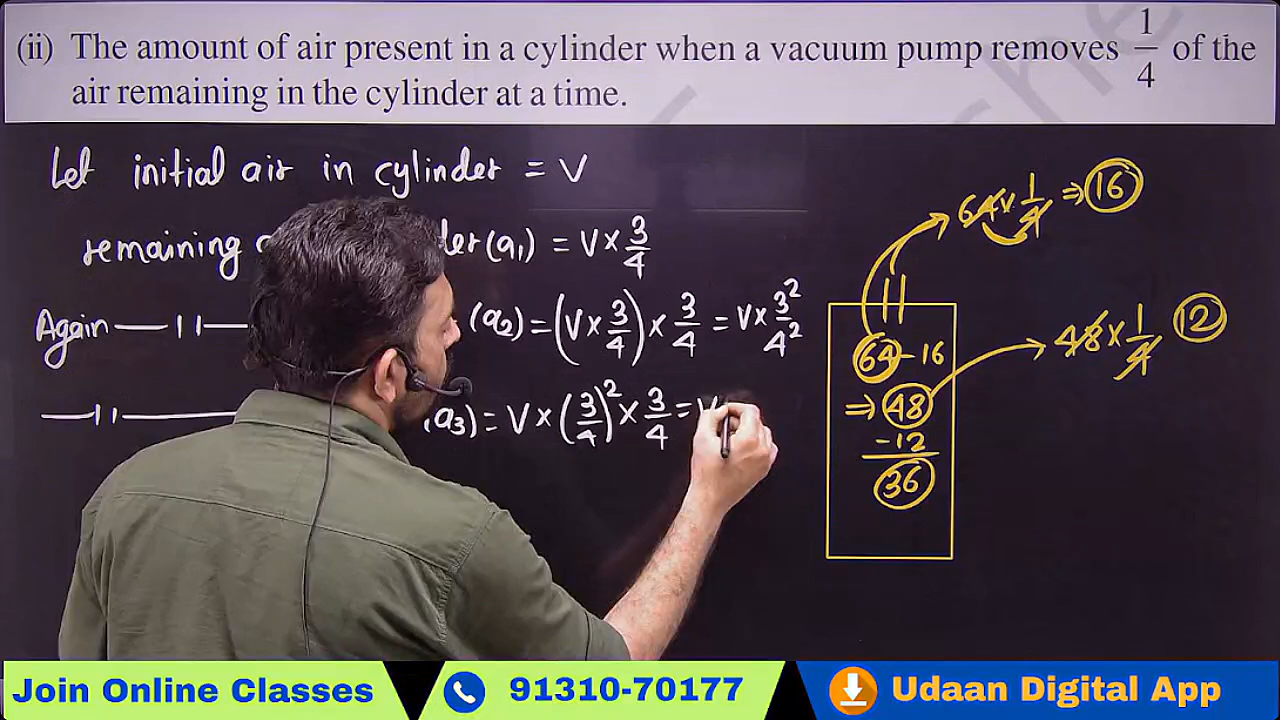 (ii) The amount of air present in a cylinder when a vacuum pump removes 1/4 of the
air remaining in the cylinder at a time.
Let initial air in cylinder = V
remaining (a₁) = V × 3/4
Again —— 11 —— (a₂) = (V × 3/4) × 3/4 = V × 3²/4²
—— 11 —— (a₃) = V × (3/4)² × 3/4 = V
64 × 1/4 ⇒ 16
64 - 16
⇒ 48
-12
36
48 × 1/4 12
Join Online Classes
91310-70177
Udaan Digital App